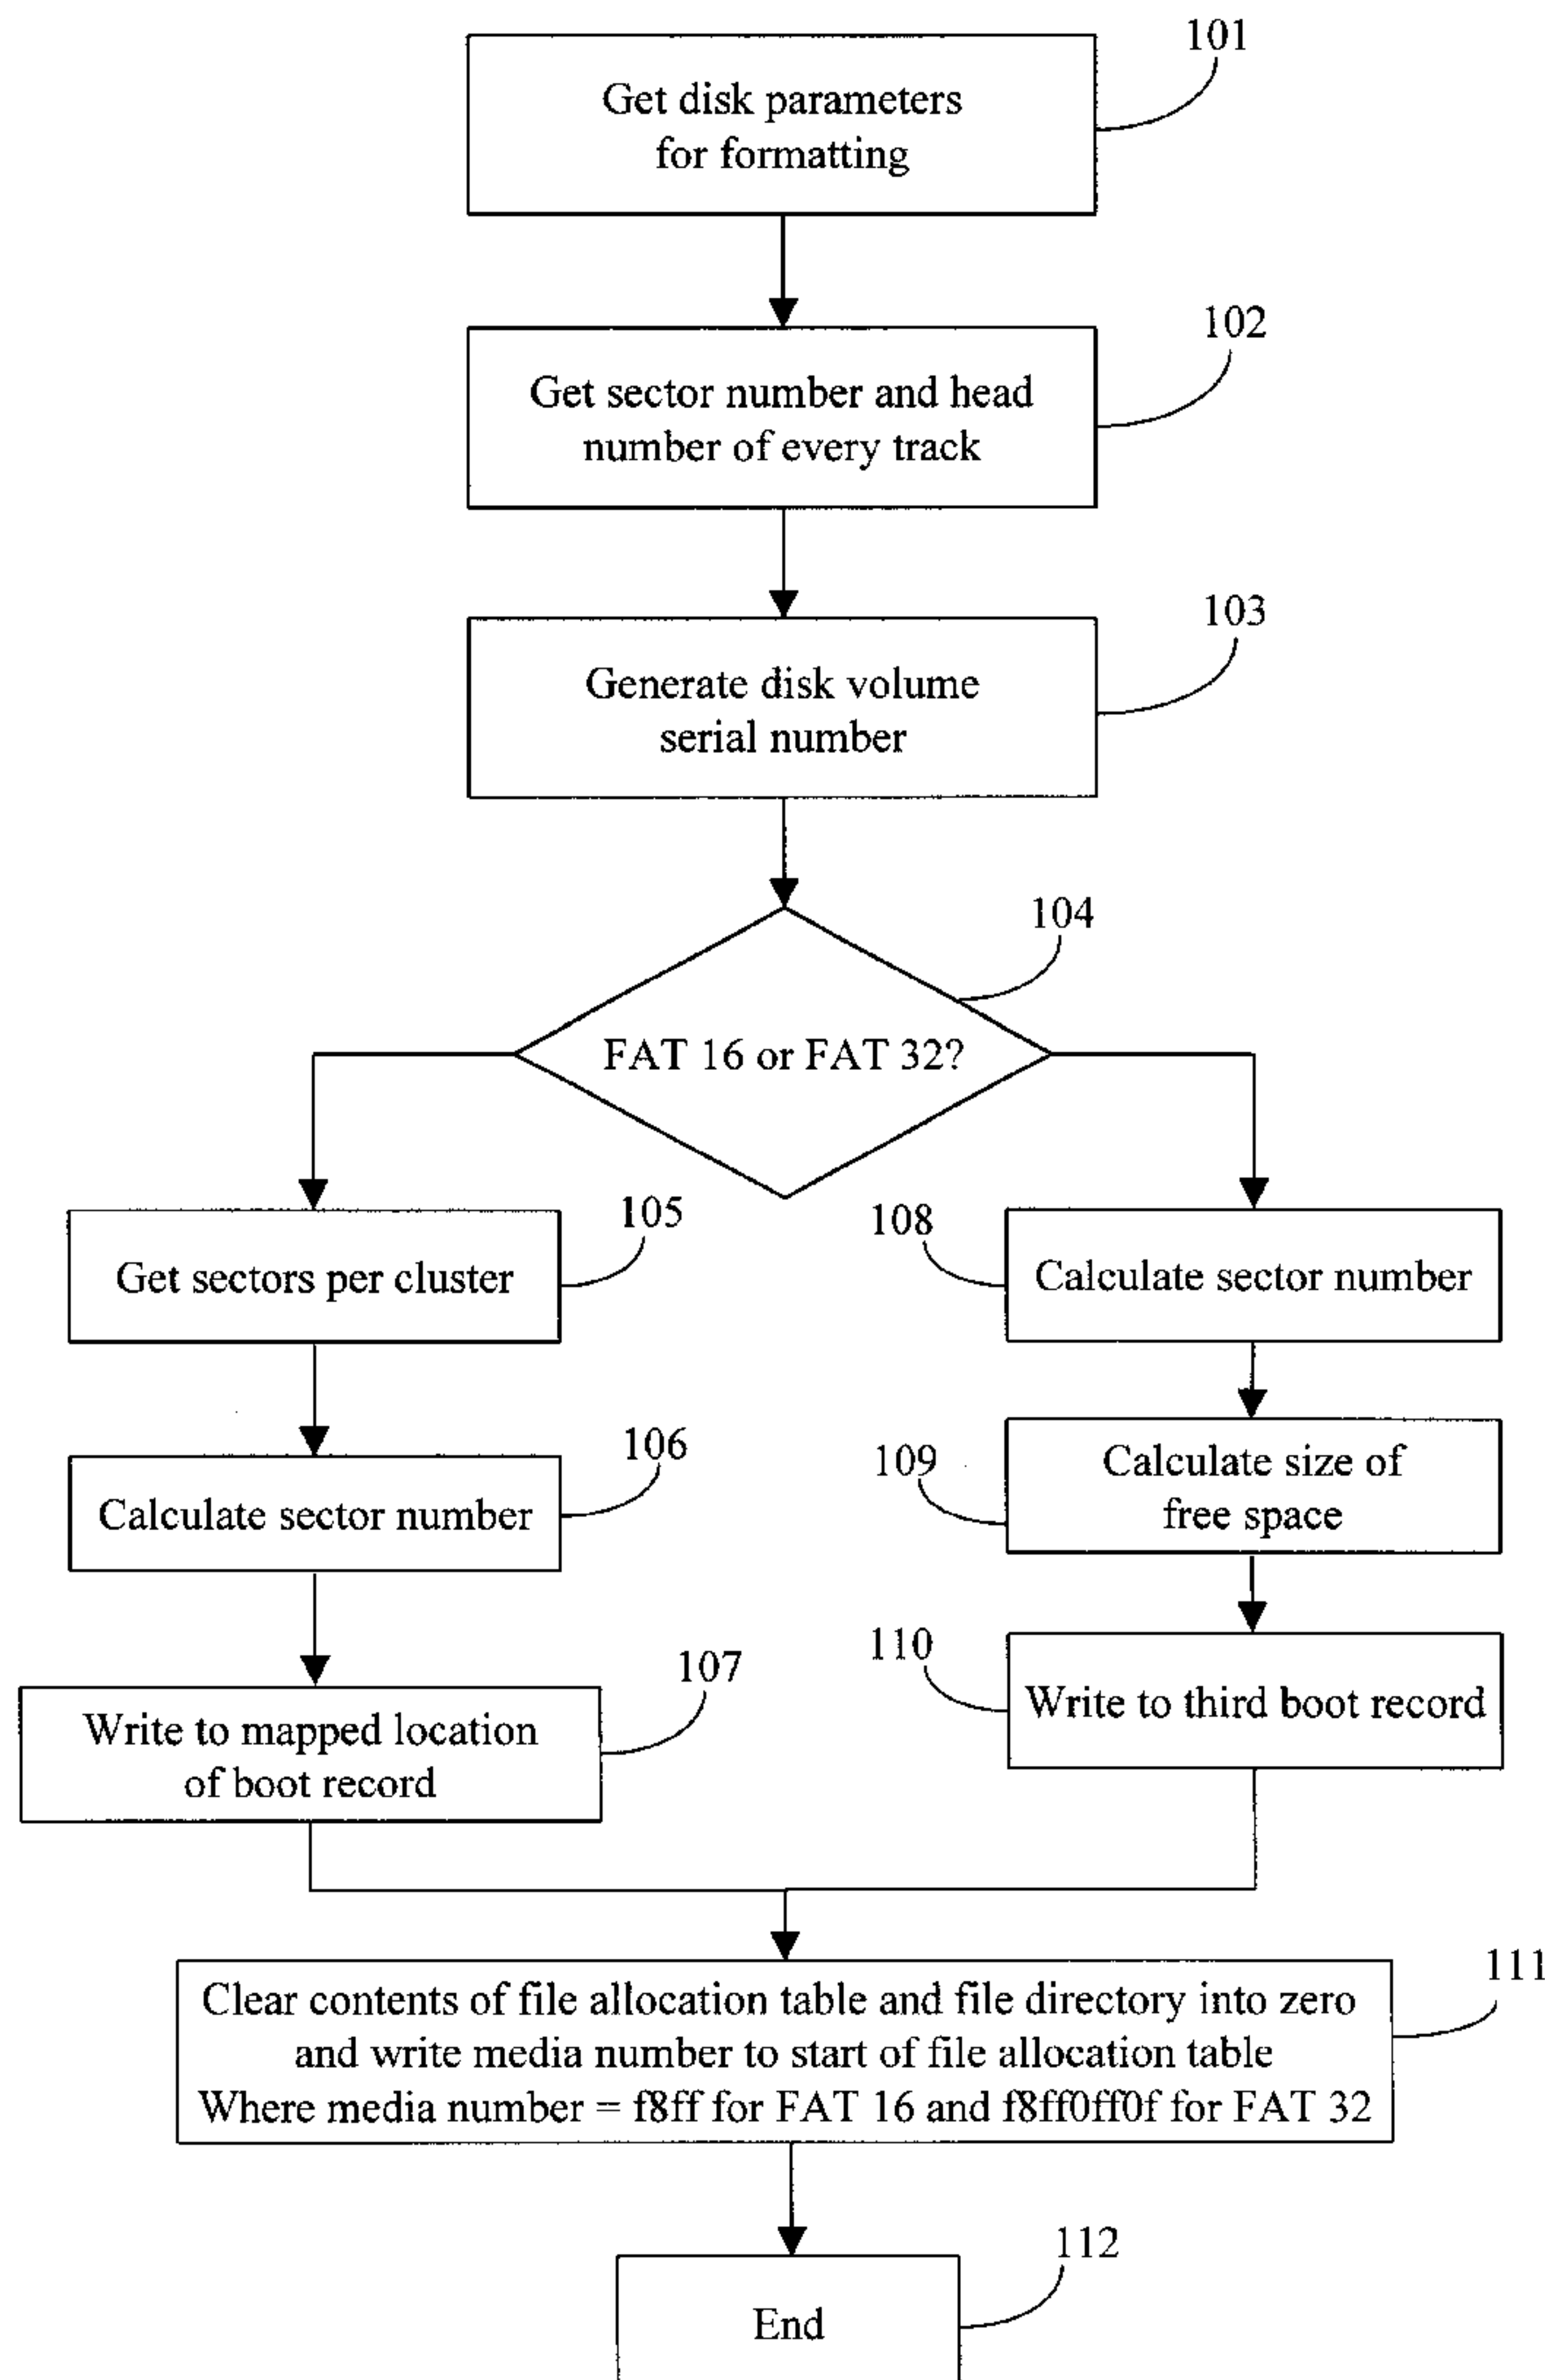 101
Get disk parameters
for formatting
102
Get sector number and head
number of every track
103
Generate disk volume
serial number
104
FAT 16 or FAT 32?
105
Get sectors per cluster
108
Calculate sector number
106
Calculate sector number
109
Calculate size of
free space
107
Write to mapped location
of boot record
110
Write to third boot record
111
Clear contents of file allocation table and file directory into zero
and write media number to start of file allocation table
Where media number = f8ff for FAT 16 and f8ff0ff0f for FAT 32
112
End